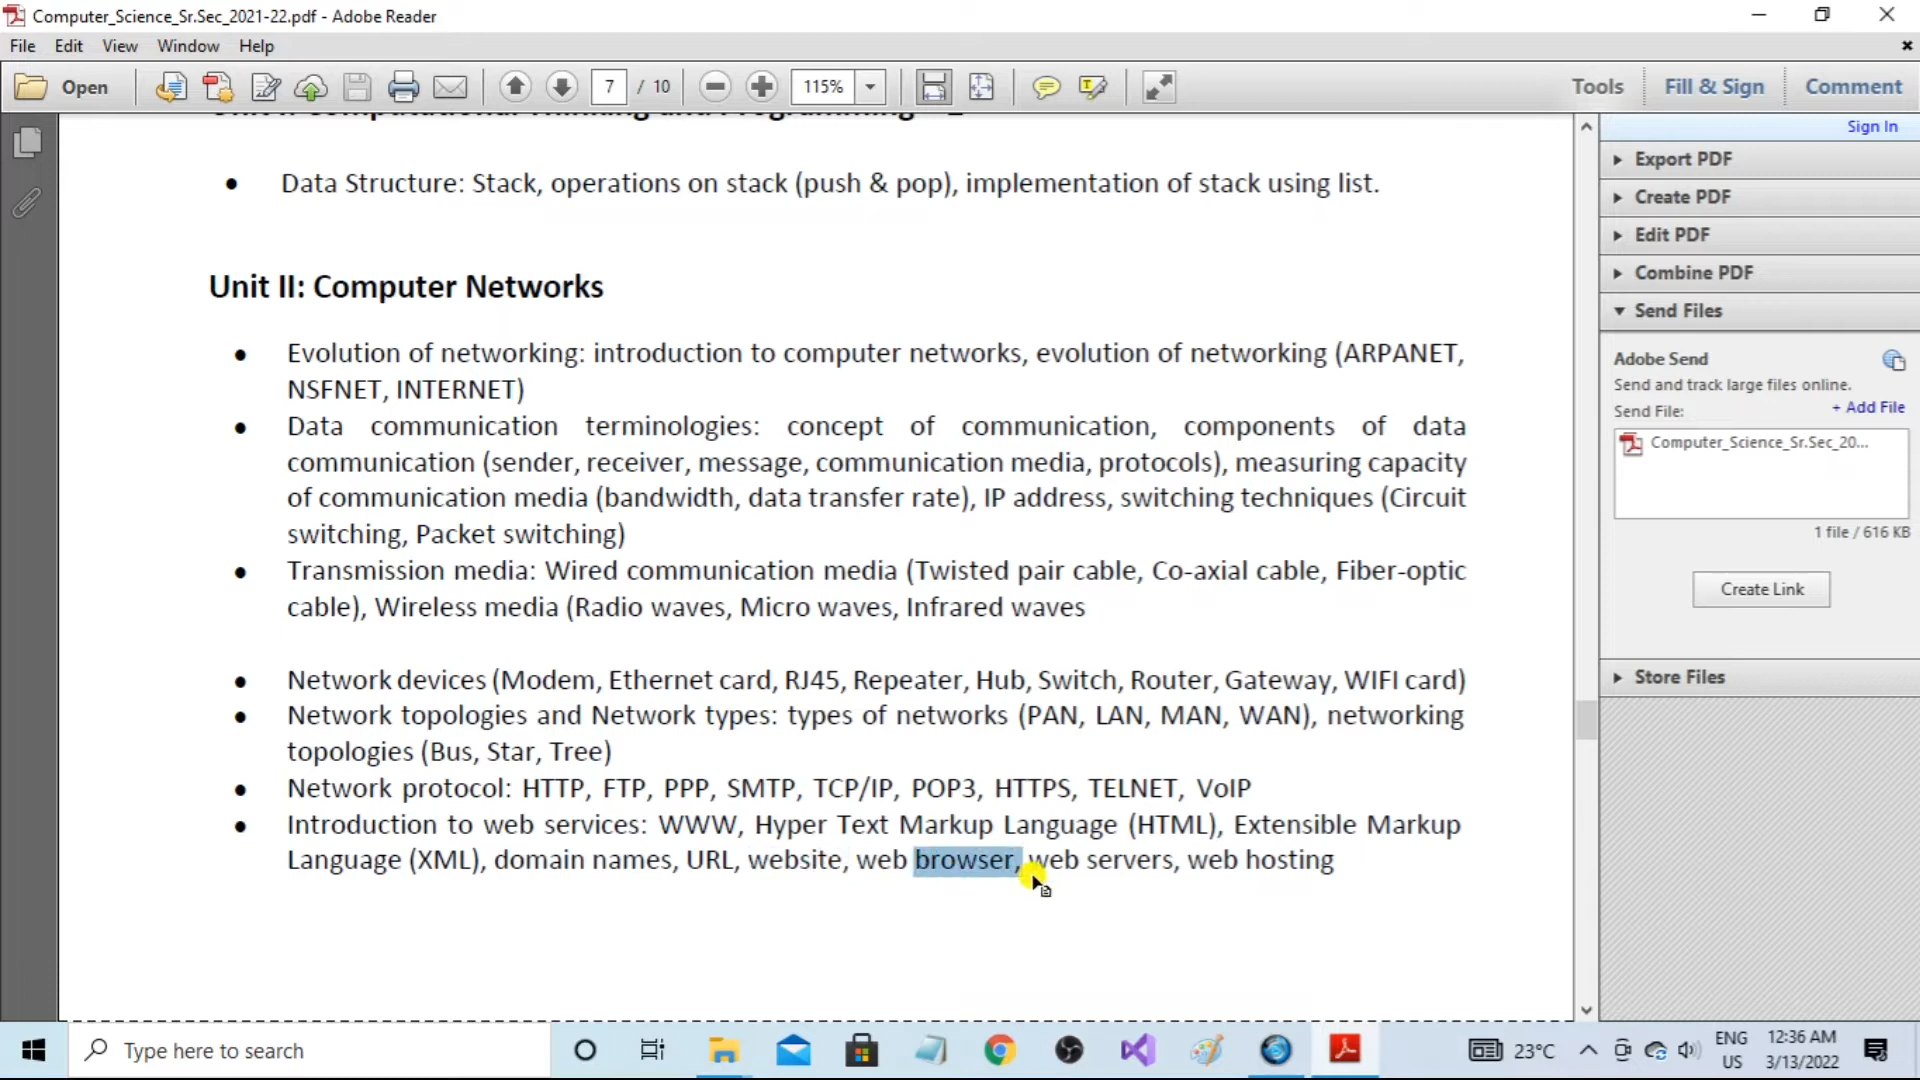 Computer_Science_Sr.Sec_2021-22.pdf - Adobe Reader
File Edit View Window Help
Open 7 / 10 115% Tools Fill & Sign Comment
Sign In
Unit I: Computational Thinking and Programming – 2
• Data Structure: Stack, operations on stack (push & pop), implementation of stack using list.
Unit II: Computer Networks
• Evolution of networking: introduction to computer networks, evolution of networking (ARPANET,
NSFNET, INTERNET)
• Data communication terminologies: concept of communication, components of data
communication (sender, receiver, message, communication media, protocols), measuring capacity
of communication media (bandwidth, data transfer rate), IP address, switching techniques (Circuit
switching, Packet switching)
• Transmission media: Wired communication media (Twisted pair cable, Co-axial cable, Fiber-optic
cable), Wireless media (Radio waves, Micro waves, Infrared waves
• Network devices (Modem, Ethernet card, RJ45, Repeater, Hub, Switch, Router, Gateway, WIFI card)
• Network topologies and Network types: types of networks (PAN, LAN, MAN, WAN), networking
topologies (Bus, Star, Tree)
• Network protocol: HTTP, FTP, PPP, SMTP, TCP/IP, POP3, HTTPS, TELNET, VoIP
• Introduction to web services: WWW, Hyper Text Markup Language (HTML), Extensible Markup
Language (XML), domain names, URL, website, web browser, web servers, web hosting
Export PDF
Create PDF
Edit PDF
Combine PDF
Send Files
Adobe Send
Send and track large files online.
Send File: + Add File
Computer_Science_Sr.Sec_20...
1 file / 616 KB
Create Link
Store Files
Type here to search
23°C
ENG
US
12:36 AM
3/13/2022